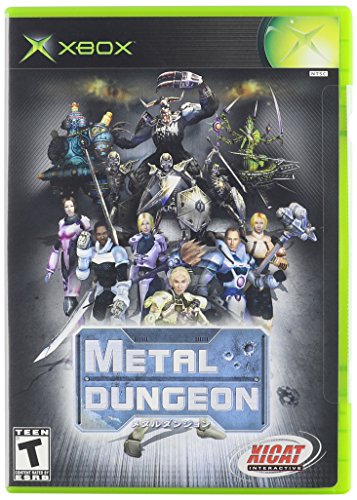 XBOX
NTSC
METAL
DUNGEON
メタルダンジョン
TEEN
T
CONTENT RATED BY
ESRB
XICAT
INTERACTIVE